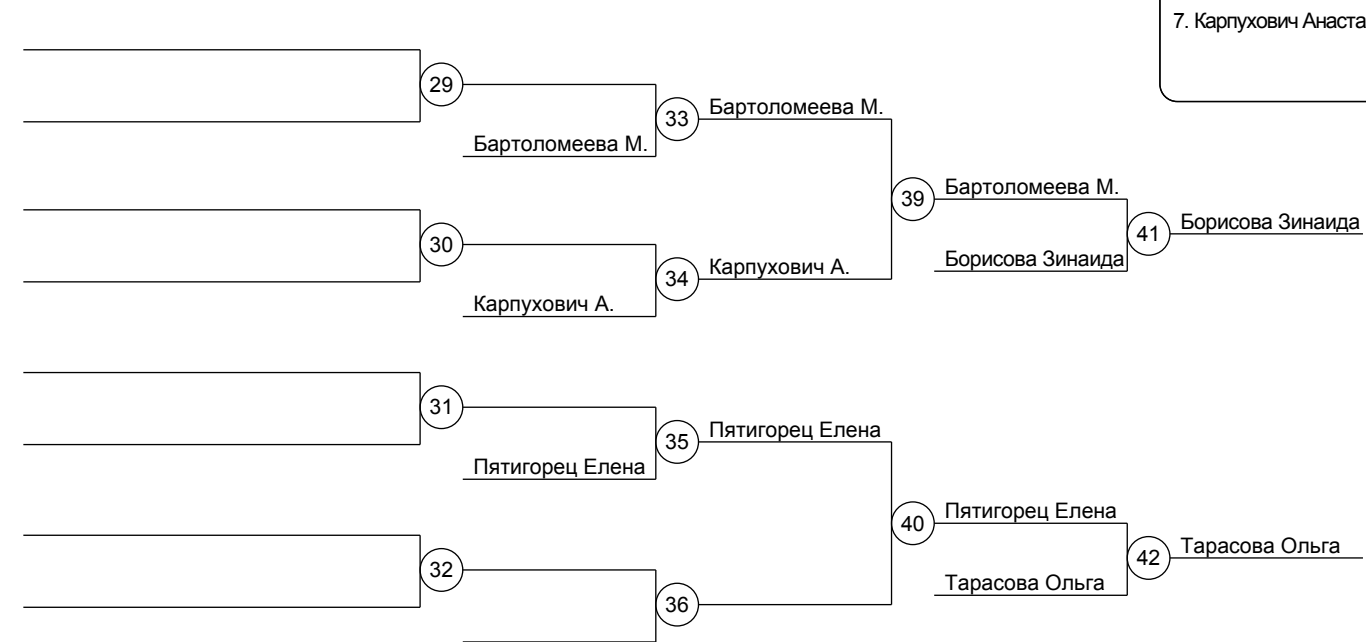 7. Карпухович Анаста
29
33
Бартоломеева М.
Бартоломеева М.
39
Бартоломеева М.
41
Борисова Зинаида
30
34
Карпухович А.
Борисова Зинаида
Карпухович А.
31
35
Пятигорец Елена
Пятигорец Елена
40
Пятигорец Елена
42
Тарасова Ольга
32
Тарасова Ольга
36